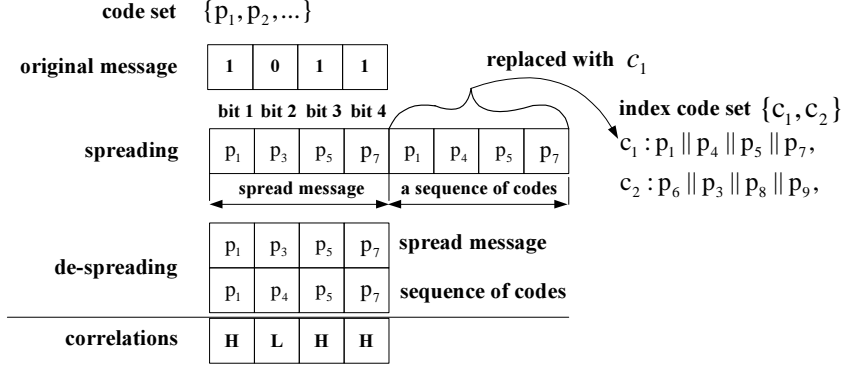 code set {p₁, p₂, ...}
replaced with c₁
original message 1 0 1 1
index code set {c₁, c₂}
bit 1 bit 2 bit 3 bit 4
c₁ : p₁ || p₄ || p₅ || p₇,
spreading p₁ p₃ p₅ p₇ p₁ p₄ p₅ p₇
c₂ : p₆ || p₃ || p₈ || p₉,
spread message a sequence of codes
p₁ p₃ p₅ p₇ spread message
de-spreading
p₁ p₄ p₅ p₇ sequence of codes
correlations H L H H